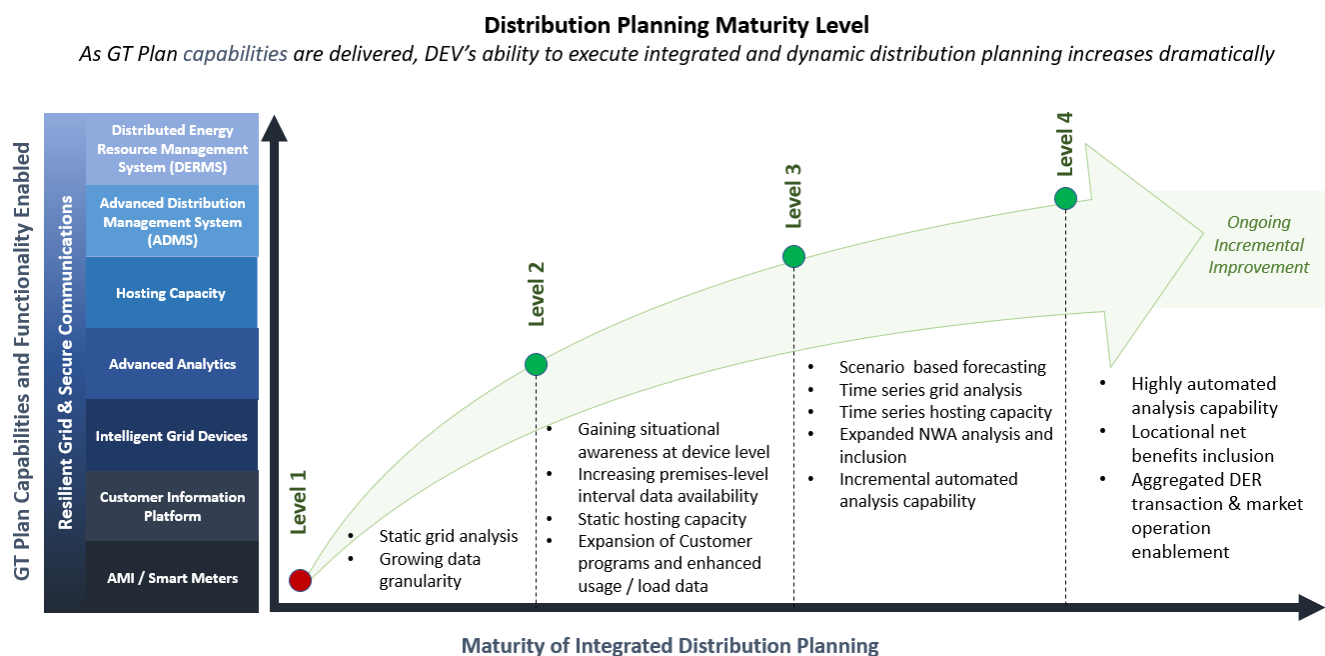 Distribution Planning Maturity Level
As GT Plan capabilities are delivered, DEV's ability to execute integrated and dynamic distribution planning increases dramatically
GT Plan Capabilities and Functionality Enabled
Resilient Grid & Secure Communications
Distributed Energy
Resource Management
System (DERMS)
Advanced Distribution
Management System
(ADMS)
Hosting Capacity
Advanced Analytics
Intelligent Grid Devices
Customer Information
Platform
AMI / Smart Meters
Level 1
• Static grid analysis
• Growing data
granularity
Level 2
• Gaining situational
awareness at device level
• Increasing premises-level
interval data availability
• Static hosting capacity
• Expansion of Customer
programs and enhanced
usage / load data
Level 3
• Scenario based forecasting
• Time series grid analysis
• Time series hosting capacity
• Expanded NWA analysis and
inclusion
• Incremental automated
analysis capability
Level 4
• Highly automated
analysis capability
• Locational net
benefits inclusion
• Aggregated DER
transaction & market
operation
enablement
Ongoing
Incremental
Improvement
Maturity of Integrated Distribution Planning